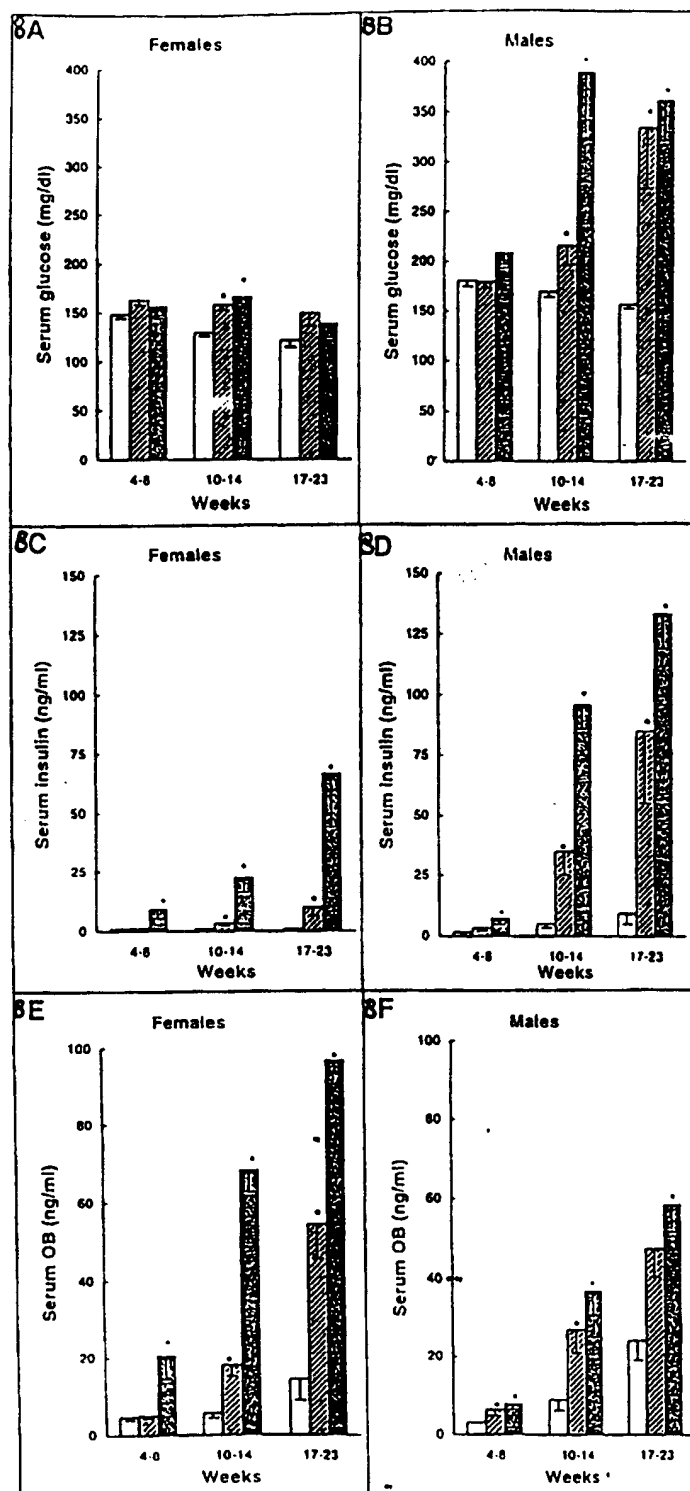 8A
Females
Serum glucose (mg/dl)
400
350
300
250
200
150
100
50
0
4-8
10-14
17-23
Weeks
8B
Males
Serum glucose (mg/dl)
400
350
300
250
200
150
100
50
0
4-8
10-14
17-23
Weeks
8C
Females
Serum insulin (ng/ml)
150
125
100
75
50
25
0
4-8
10-14
17-23
Weeks
8D
Males
Serum insulin (ng/ml)
150
125
100
75
50
25
0
4-8
10-14
17-23
Weeks
8E
Females
Serum OB (ng/ml)
100
80
60
40
20
0
4-8
10-14
17-23
Weeks
8F
Males
Serum OB (ng/ml)
100
80
60
40
20
0
4-8
10-14
17-23
Weeks